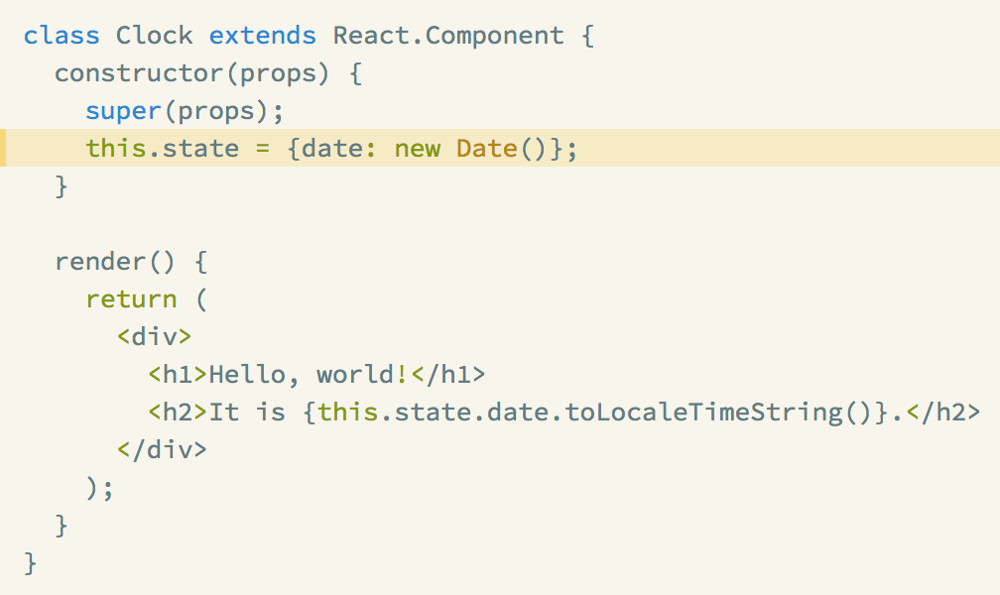 class Clock extends React.Component {
  constructor(props) {
    super(props);
    this.state = {date: new Date()};
  }

  render() {
    return (
      <div>
        <h1>Hello, world!</h1>
        <h2>It is {this.state.date.toLocaleTimeString()}.</h2>
      </div>
    );
  }
}